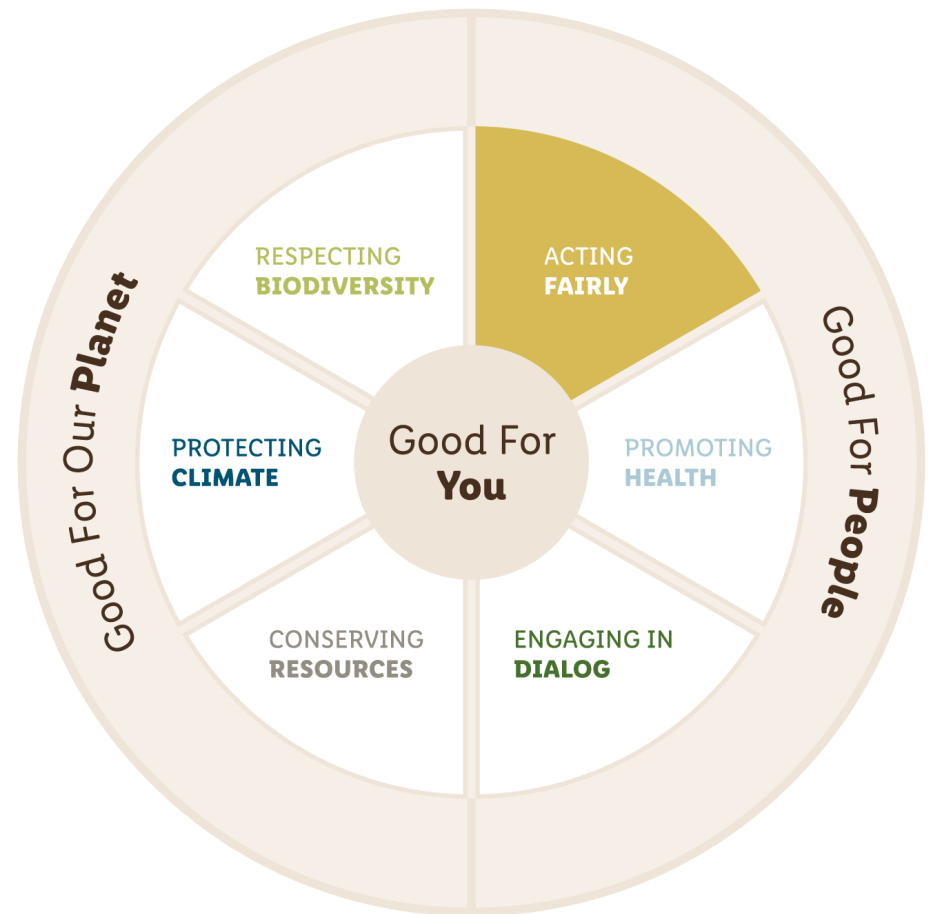 RESPECTING
BIODIVERSITY
ACTING
FAIRLY
Good For Our Planet
PROTECTING
CLIMATE
Good For
You
PROMOTING
HEALTH
Good For People
CONSERVING
RESOURCES
ENGAGING IN
DIALOG